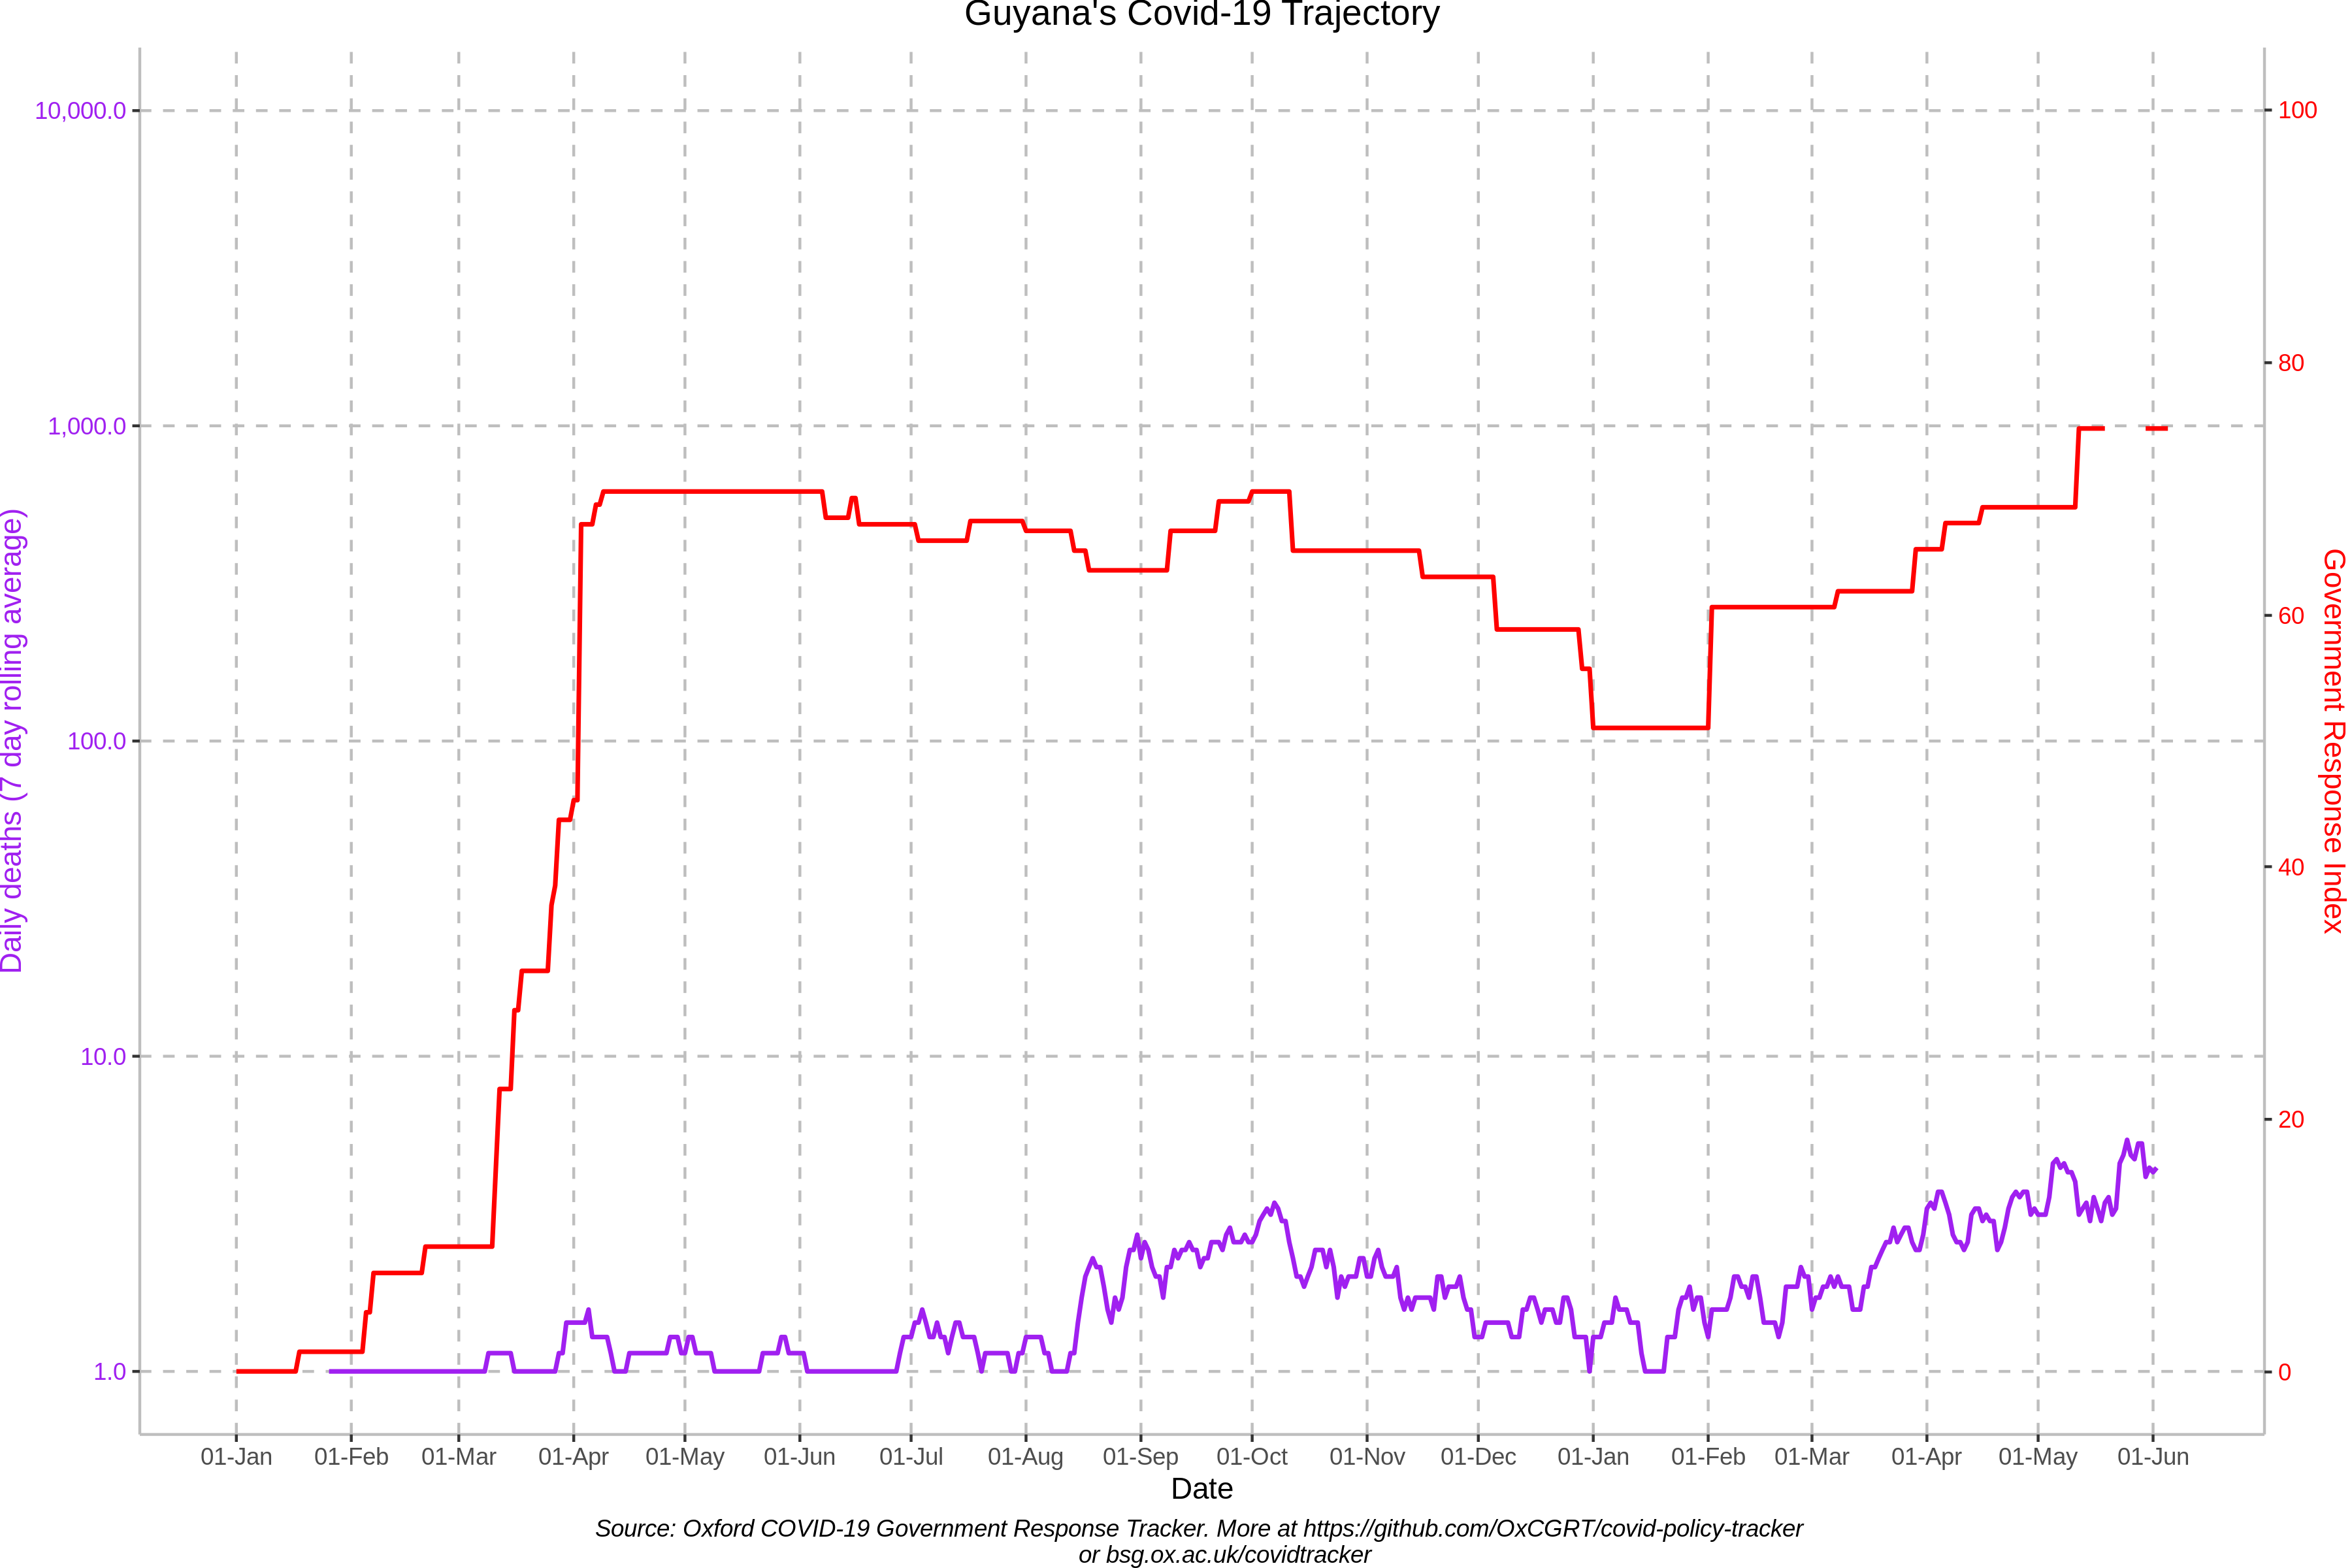 Guyana's Covid-19 Trajectory
10,000.0
1,000.0
100.0
10.0
1.0
Daily deaths (7 day rolling average)
100
80
60
40
20
0
Government Response Index
01-Jan 01-Feb 01-Mar 01-Apr 01-May 01-Jun 01-Jul 01-Aug 01-Sep 01-Oct 01-Nov 01-Dec 01-Jan 01-Feb 01-Mar 01-Apr 01-May 01-Jun
Date
Source: Oxford COVID-19 Government Response Tracker. More at https://github.com/OxCGRT/covid-policy-tracker
or bsg.ox.ac.uk/covidtracker